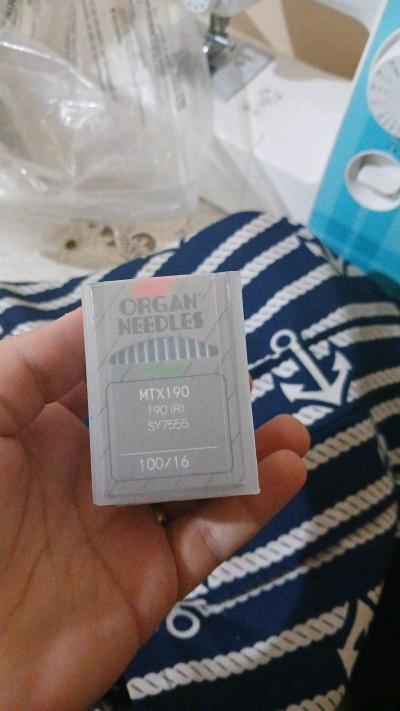 ORGAN
NEEDLES
MTX190
190 (R)
SY7555
100/16